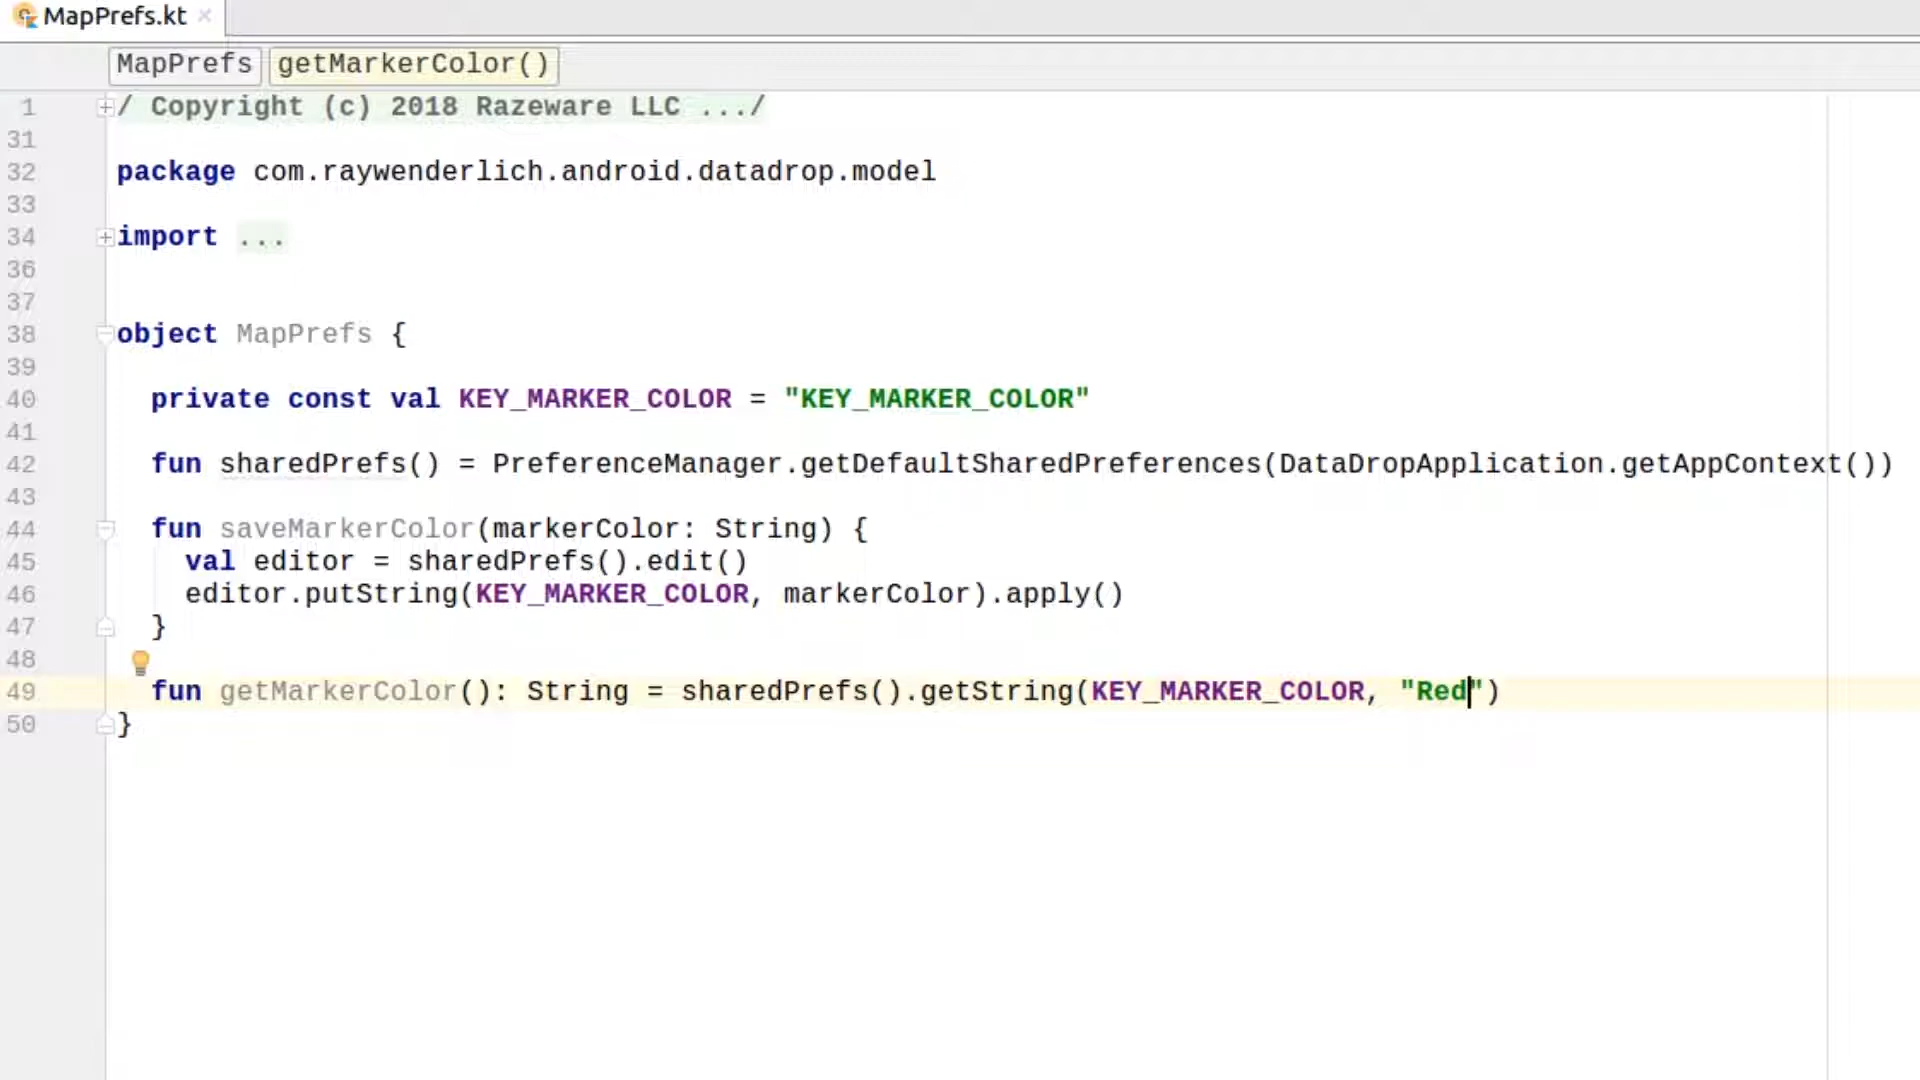 MapPrefs.kt
MapPrefs getMarkerColor()
1 / Copyright (c) 2018 Razeware LLC .../
31
32 package com.raywenderlich.android.datadrop.model
33
34 import ...
36
37
38 object MapPrefs {
39
40 private const val KEY_MARKER_COLOR = "KEY_MARKER_COLOR"
41
42 fun sharedPrefs() = PreferenceManager.getDefaultSharedPreferences(DataDropApplication.getAppContext())
43
44 fun saveMarkerColor(markerColor: String) {
45 val editor = sharedPrefs().edit()
46 editor.putString(KEY_MARKER_COLOR, markerColor).apply()
47 }
48
49 fun getMarkerColor(): String = sharedPrefs().getString(KEY_MARKER_COLOR, "Red")
50 }